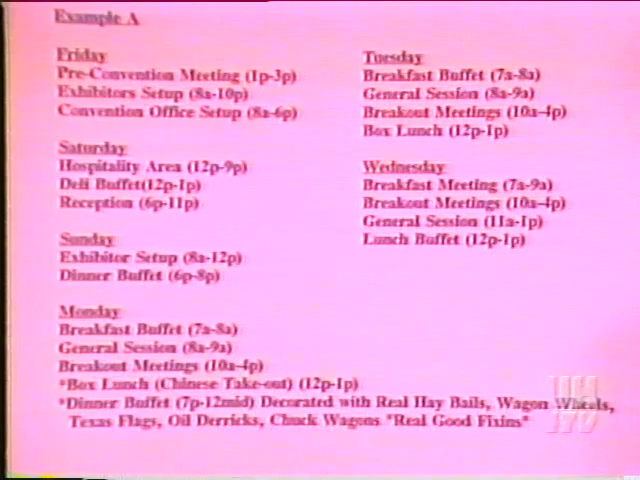 Example A
Friday
Pre-Convention Meeting (1p-3p)
Exhibitors Setup (8a-10p)
Convention Office Setup (8a-6p)
Saturday
Hospitality Area (12p-9p)
Deli Buffet(12p-1p)
Reception (6p-11p)
Sunday
Exhibitor Setup (8a-12p)
Dinner Buffet (6p-8p)
Monday
Breakfast Buffet (7a-8a)
General Session (8a-9a)
Breakout Meetings (10a-4p)
*Box Lunch (Chinese Take-out) (12p-1p)
*Dinner Buffet (7p-12mid) Decorated with Real Hay Bails, Wagon Wheels,
Texas Flags, Oil Derricks, Chuck Wagons "Real Good Fixins"
Tuesday
Breakfast Buffet (7a-8a)
General Session (8a-9a)
Breakout Meetings (10a-4p)
Box Lunch (12p-1p)
Wednesday
Breakfast Meeting (7a-9a)
Breakout Meetings (10a-4p)
General Session (11a-1p)
Lunch Buffet (12p-1p)